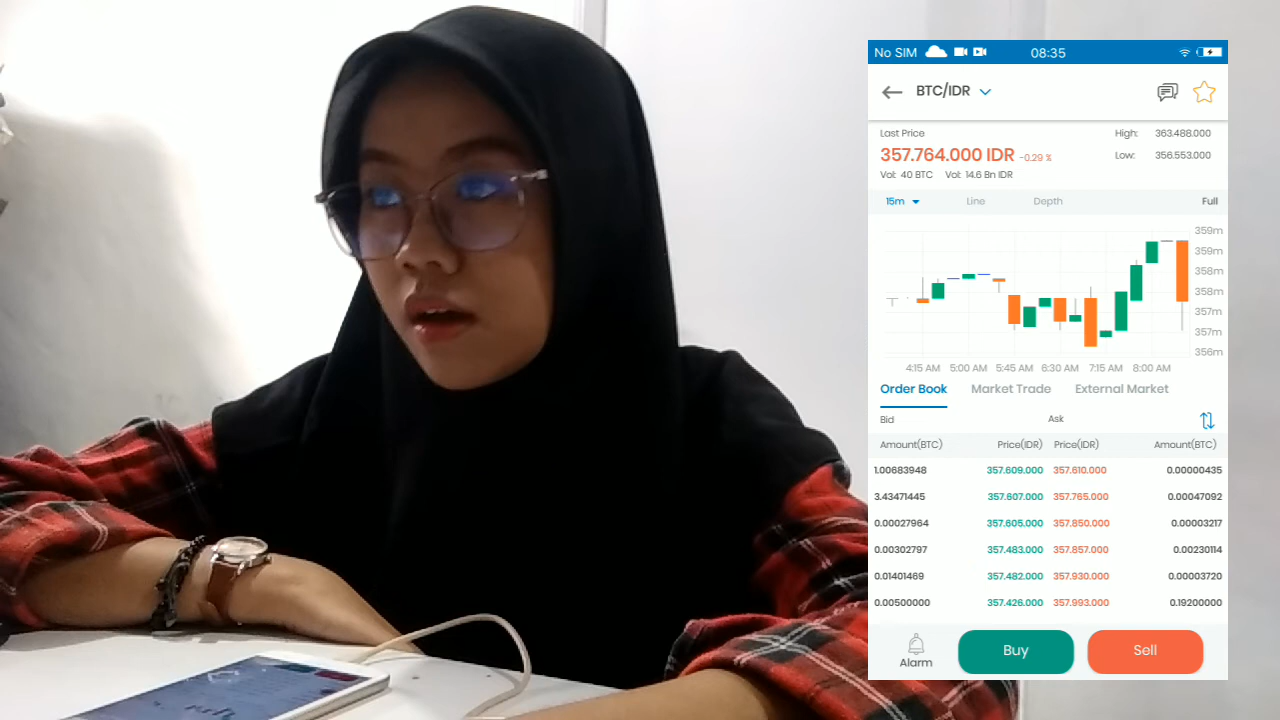 No SIM 08:35
BTC/IDR
Last Price
357.764.000 IDR -0.29 %
High: 363.488.000
Low: 356.553.000
Vol: 40 BTC Vol: 14.6 Bn IDR
15m Line Depth Full
359m
359m
358m
358m
357m
357m
356m
4:15 AM 5:00 AM 5:45 AM 6:30 AM 7:15 AM 8:00 AM
Order Book Market Trade External Market
Bid Ask
Amount(BTC) Price(IDR) Price(IDR) Amount(BTC)
1.00683948 357.609.000 357.610.000 0.00000435
3.43471445 357.607.000 357.765.000 0.00047092
0.00027964 357.605.000 357.850.000 0.00003217
0.00302797 357.483.000 357.857.000 0.00230114
0.01401469 357.482.000 357.930.000 0.00003720
0.00500000 357.426.000 357.993.000 0.19200000
Alarm Buy Sell